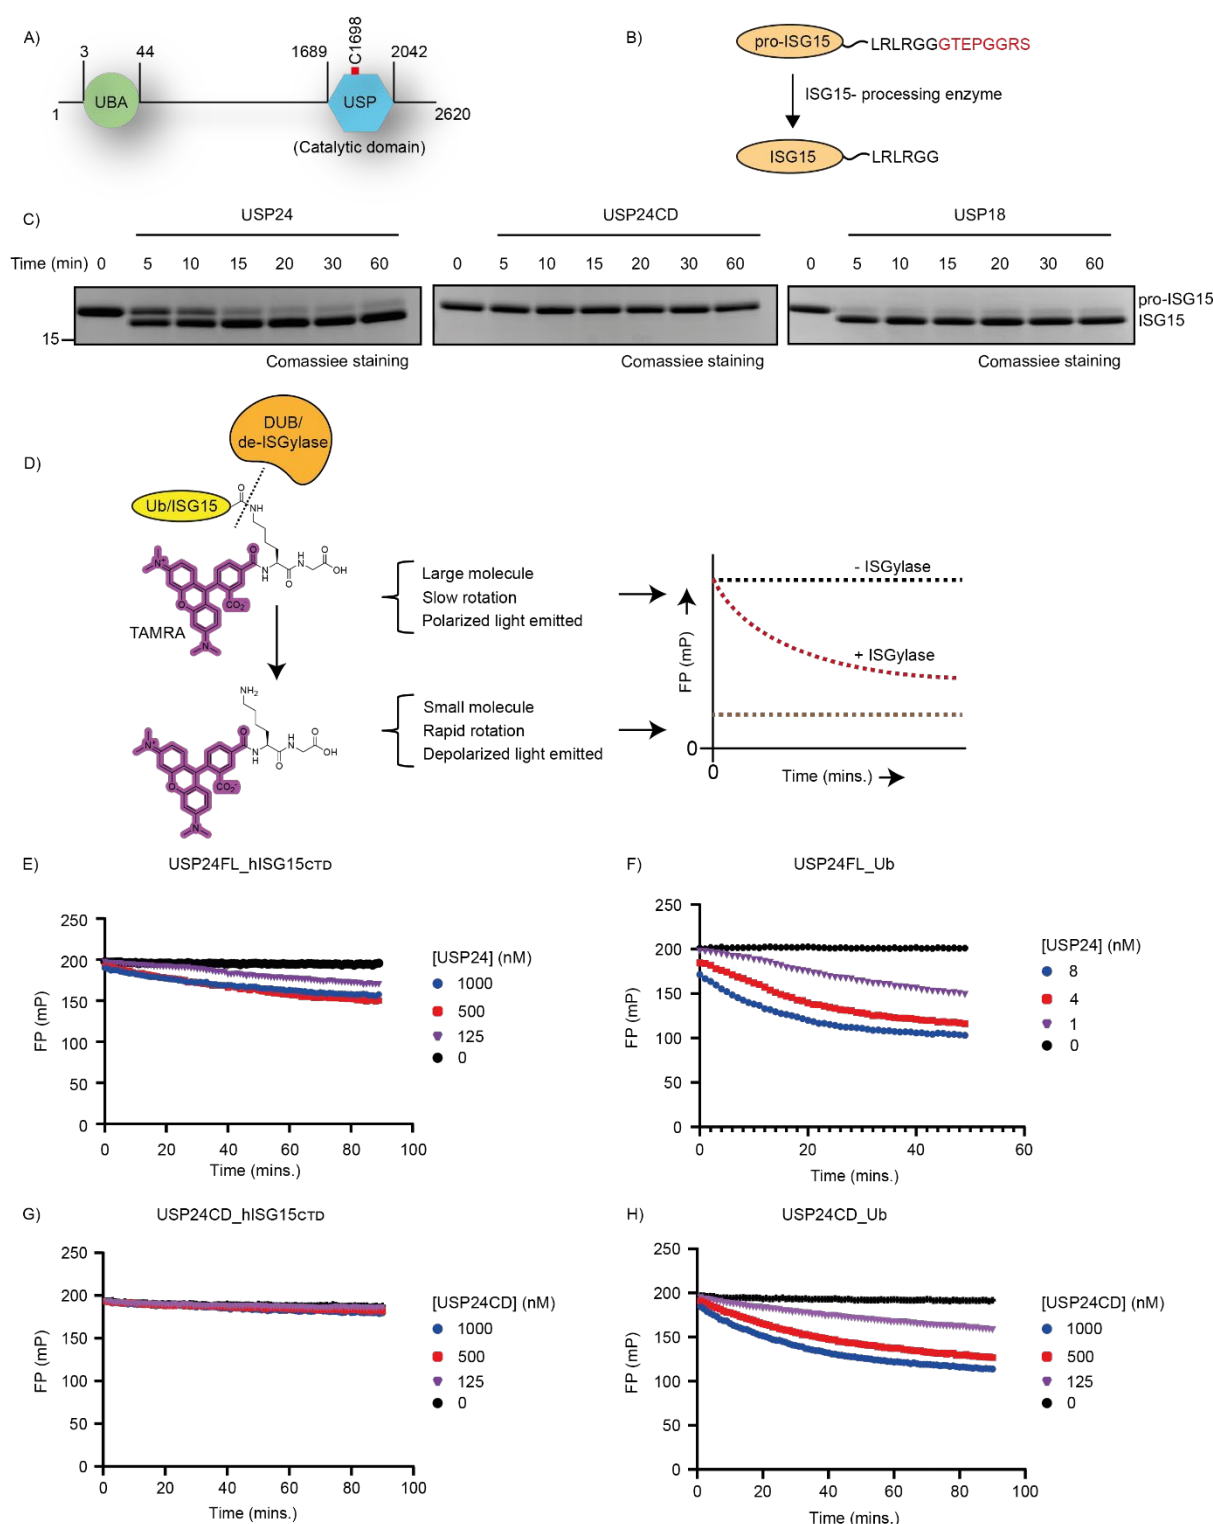 A)
3
44
1689
C1698
2042
UBA
USP
1
2620
(Catalytic domain)
B)
pro-ISG15
LRLRGGGTEPGGRS
ISG15- processing enzyme
ISG15
LRLRGG
C)
USP24
USP24CD
USP18
Time (min) 0 5 10 15 20 30 60 0 5 10 15 20 30 60 0 5 10 15 20 30 60
pro-ISG15
ISG15
15
Comassiee staining
Comassiee staining
Comassiee staining
D)
DUB/
de-ISGylase
Ub/ISG15
O
NH
N+
O
O
H
N
OH
N
H
O
O
CO2-
TAMRA
N
Large molecule
Slow rotation
Polarized light emitted
NH2
N+
O
O
H
N
OH
N
H
O
O
CO2-
N
Small molecule
Rapid rotation
Depolarized light emitted
FP (mP)
- ISGylase
+ ISGylase
0
0
Time (mins.)
E)
USP24FL_hISG15CTD
250
200
150
100
50
0
FP (mP)
0 20 40 60 80 100
Time (mins.)
[USP24] (nM)
1000
500
125
0
F)
USP24FL_Ub
250
200
150
100
50
0
FP (mP)
0 20 40 60
Time (mins.)
[USP24] (nM)
8
4
1
0
G)
USP24CD_hISG15CTD
250
200
150
100
50
0
FP (mP)
0 20 40 60 80 100
Time (mins.)
[USP24CD] (nM)
1000
500
125
0
H)
USP24CD_Ub
250
200
150
100
50
0
FP (mP)
0 20 40 60 80 100
Time (mins.)
[USP24CD] (nM)
1000
500
125
0